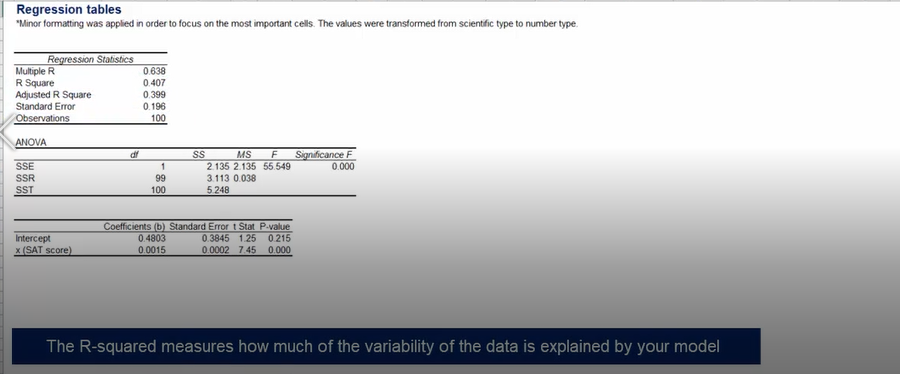 Regression tables
*Minor formatting was applied in order to focus on the most important cells. The values were transformed from scientific type to number type.
Regression Statistics
Multiple R 0.638
R Square 0.407
Adjusted R Square 0.399
Standard Error 0.196
Observations 100
ANOVA
df SS MS F Significance F
SSE 1 2.135 2.135 55.549 0.000
SSR 99 3.113 0.038
SST 100 5.248
Coefficients (b) Standard Error t Stat P-value
Intercept 0.4803 0.3845 1.25 0.215
x (SAT score) 0.0015 0.0002 7.45 0.000
The R-squared measures how much of the variability of the data is explained by your model